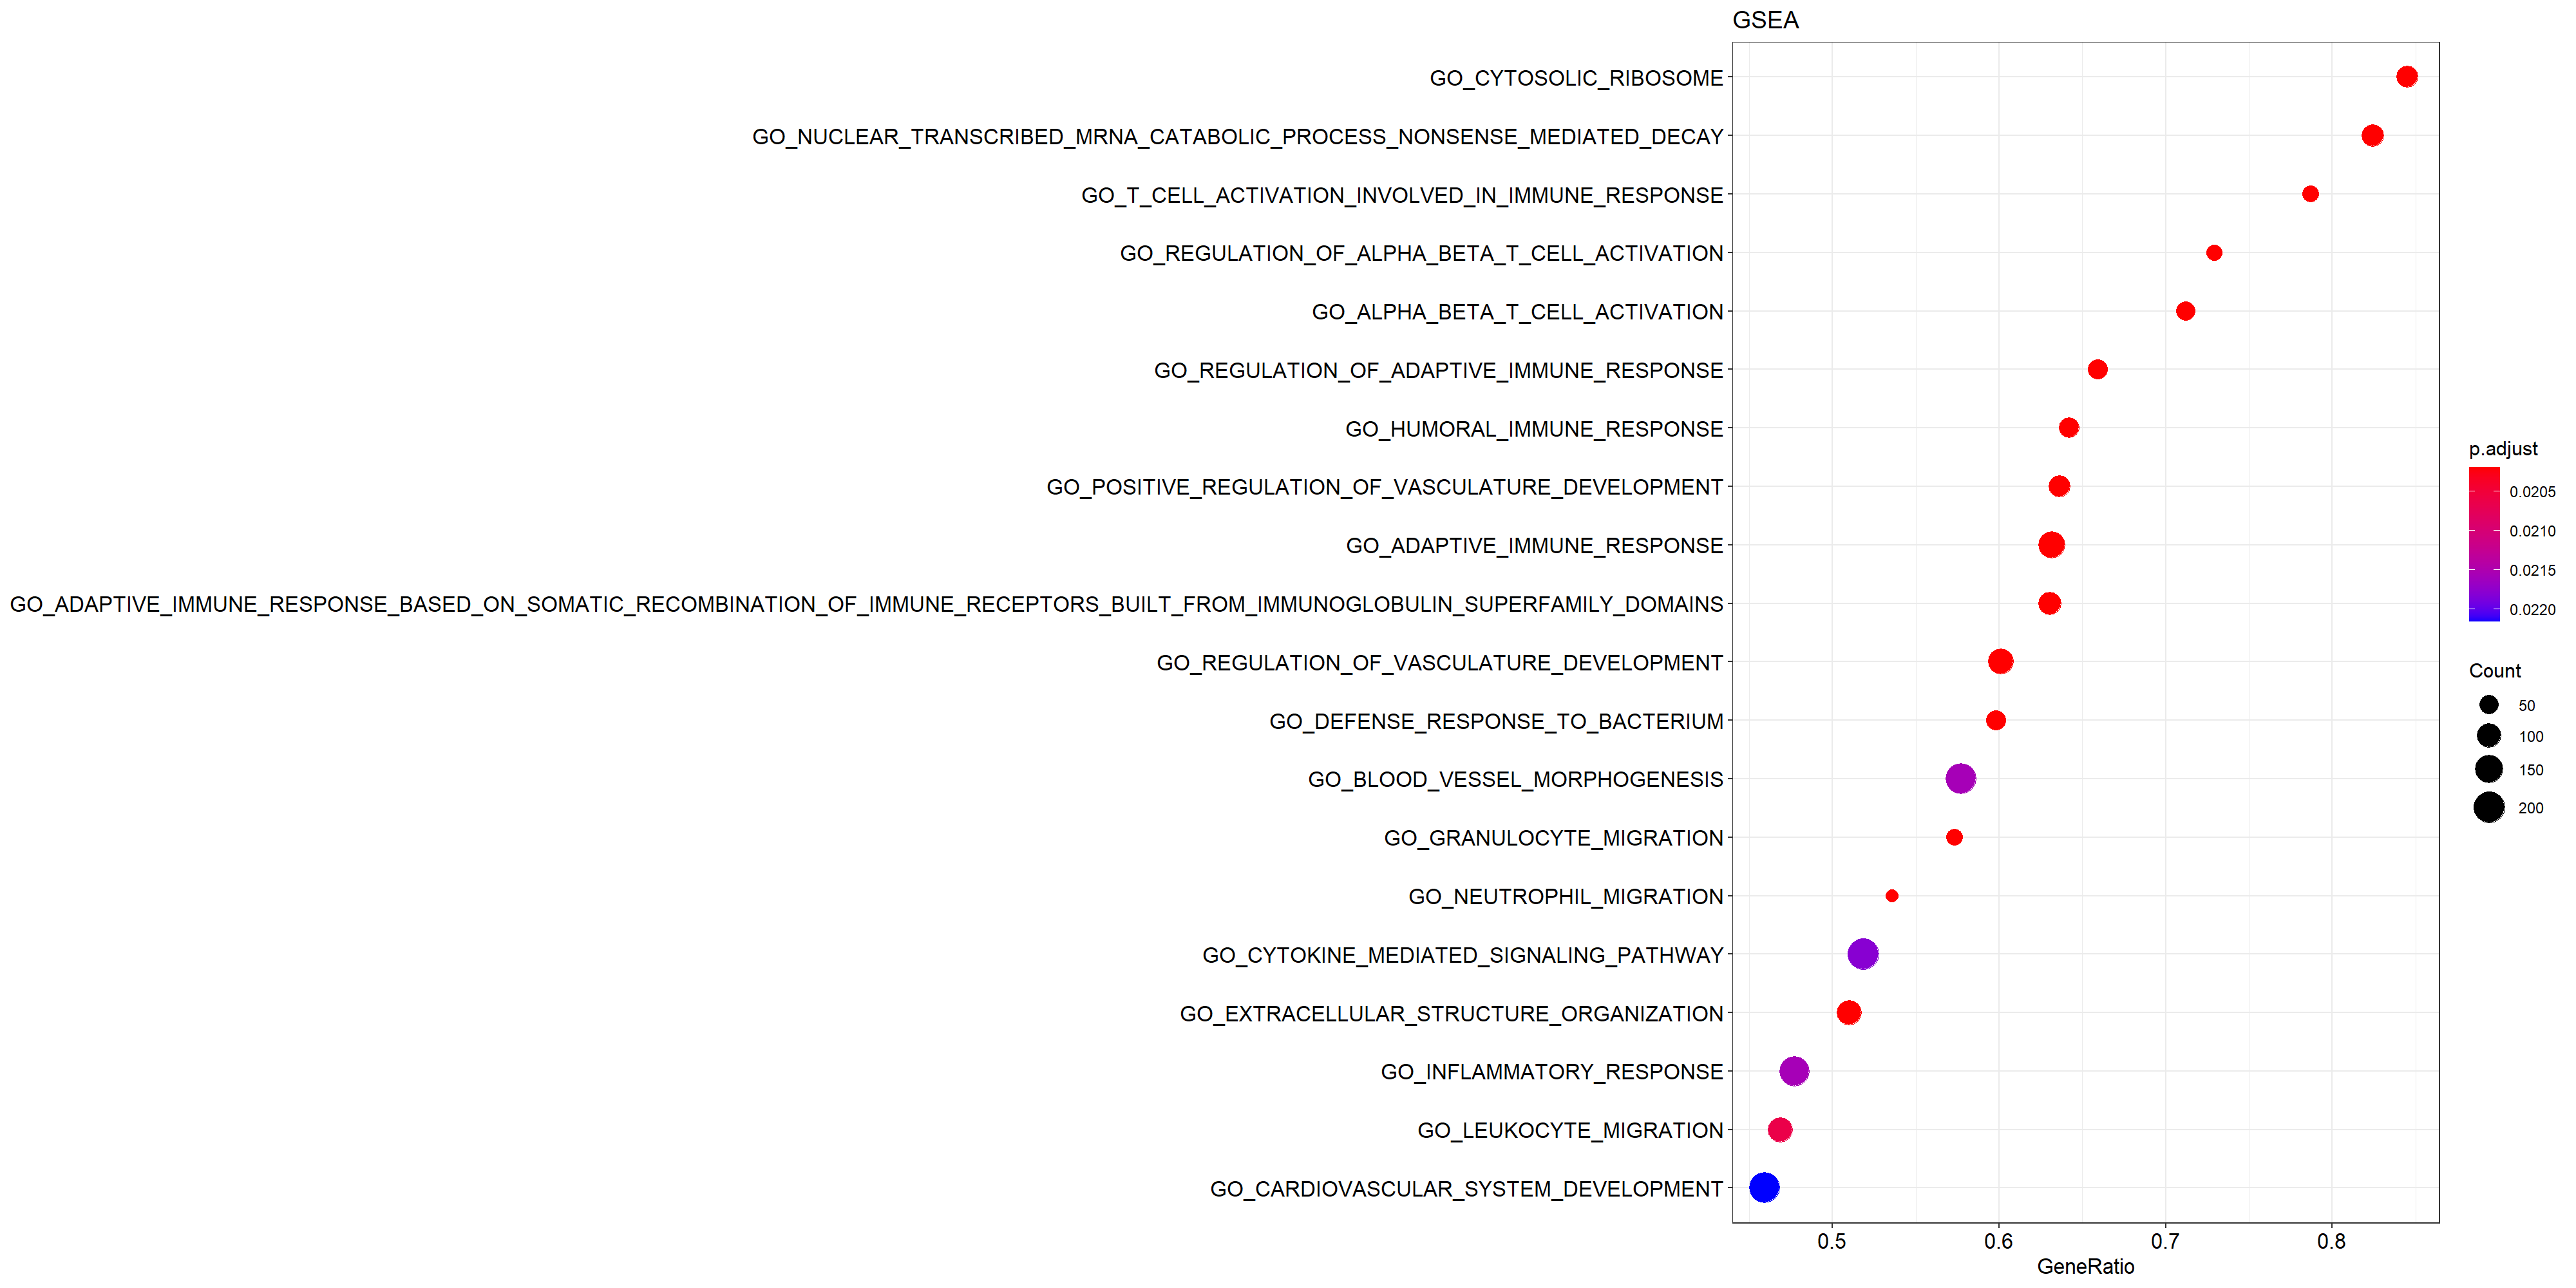 GSEA
GO_CYTOSOLIC_RIBOSOME
GO_NUCLEAR_TRANSCRIBED_MRNA_CATABOLIC_PROCESS_NONSENSE_MEDIATED_DECAY
GO_T_CELL_ACTIVATION_INVOLVED_IN_IMMUNE_RESPONSE
GO_REGULATION_OF_ALPHA_BETA_T_CELL_ACTIVATION
GO_ALPHA_BETA_T_CELL_ACTIVATION
GO_REGULATION_OF_ADAPTIVE_IMMUNE_RESPONSE
GO_HUMORAL_IMMUNE_RESPONSE
GO_POSITIVE_REGULATION_OF_VASCULATURE_DEVELOPMENT
GO_ADAPTIVE_IMMUNE_RESPONSE
GO_ADAPTIVE_IMMUNE_RESPONSE_BASED_ON_SOMATIC_RECOMBINATION_OF_IMMUNE_RECEPTORS_BUILT_FROM_IMMUNOGLOBULIN_SUPERFAMILY_DOMAINS
GO_REGULATION_OF_VASCULATURE_DEVELOPMENT
GO_DEFENSE_RESPONSE_TO_BACTERIUM
GO_BLOOD_VESSEL_MORPHOGENESIS
GO_GRANULOCYTE_MIGRATION
GO_NEUTROPHIL_MIGRATION
GO_CYTOKINE_MEDIATED_SIGNALING_PATHWAY
GO_EXTRACELLULAR_STRUCTURE_ORGANIZATION
GO_INFLAMMATORY_RESPONSE
GO_LEUKOCYTE_MIGRATION
GO_CARDIOVASCULAR_SYSTEM_DEVELOPMENT
0.5 0.6 0.7 0.8
GeneRatio
p.adjust
0.0205
0.0210
0.0215
0.0220
Count
50
100
150
200